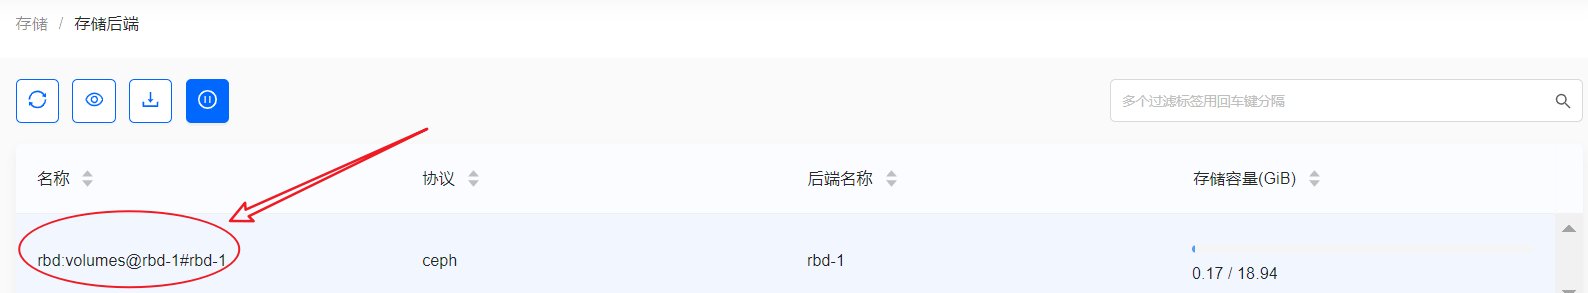 存储 / 存储后端
多个过滤标签用回车键分隔
名称 协议 后端名称 存储容量(GiB)
rbd:volumes@rbd-1#rbd-1 ceph rbd-1
0.17 / 18.94